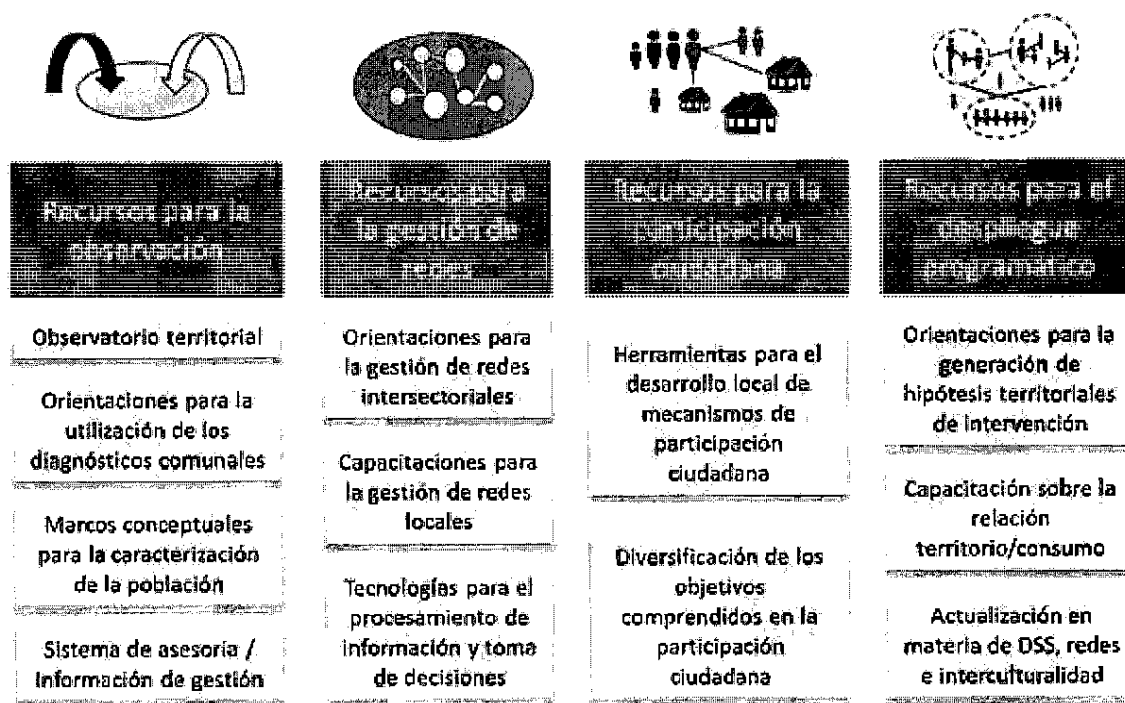 Recursos para la
observación
Observatorio territorial
Orientaciones para la
utilización de los
diagnósticos comunales
Marcos conceptuales
para la caracterización
de la población
Sistema de asesoría /
Información de gestión
Recursos para
la gestión de
redes
Orientaciones para
la gestión de redes
intersectoriales
Capacitaciones para
la gestión de redes
locales
Tecnologías para el
procesamiento de
información y toma
de decisiones
Recursos para la
participación
ciudadana
Herramientas para el
desarrollo local de
mecanismos de
participación
ciudadana
Diversificación de los
objetivos
comprendidos en la
participación
ciudadana
Recursos para el
despliegue
programático
Orientaciones para la
generación de
hipótesis territoriales
de intervención
Capacitación sobre la
relación
territorio/consumo
Actualización en
materia de DSS, redes
e interculturalidad